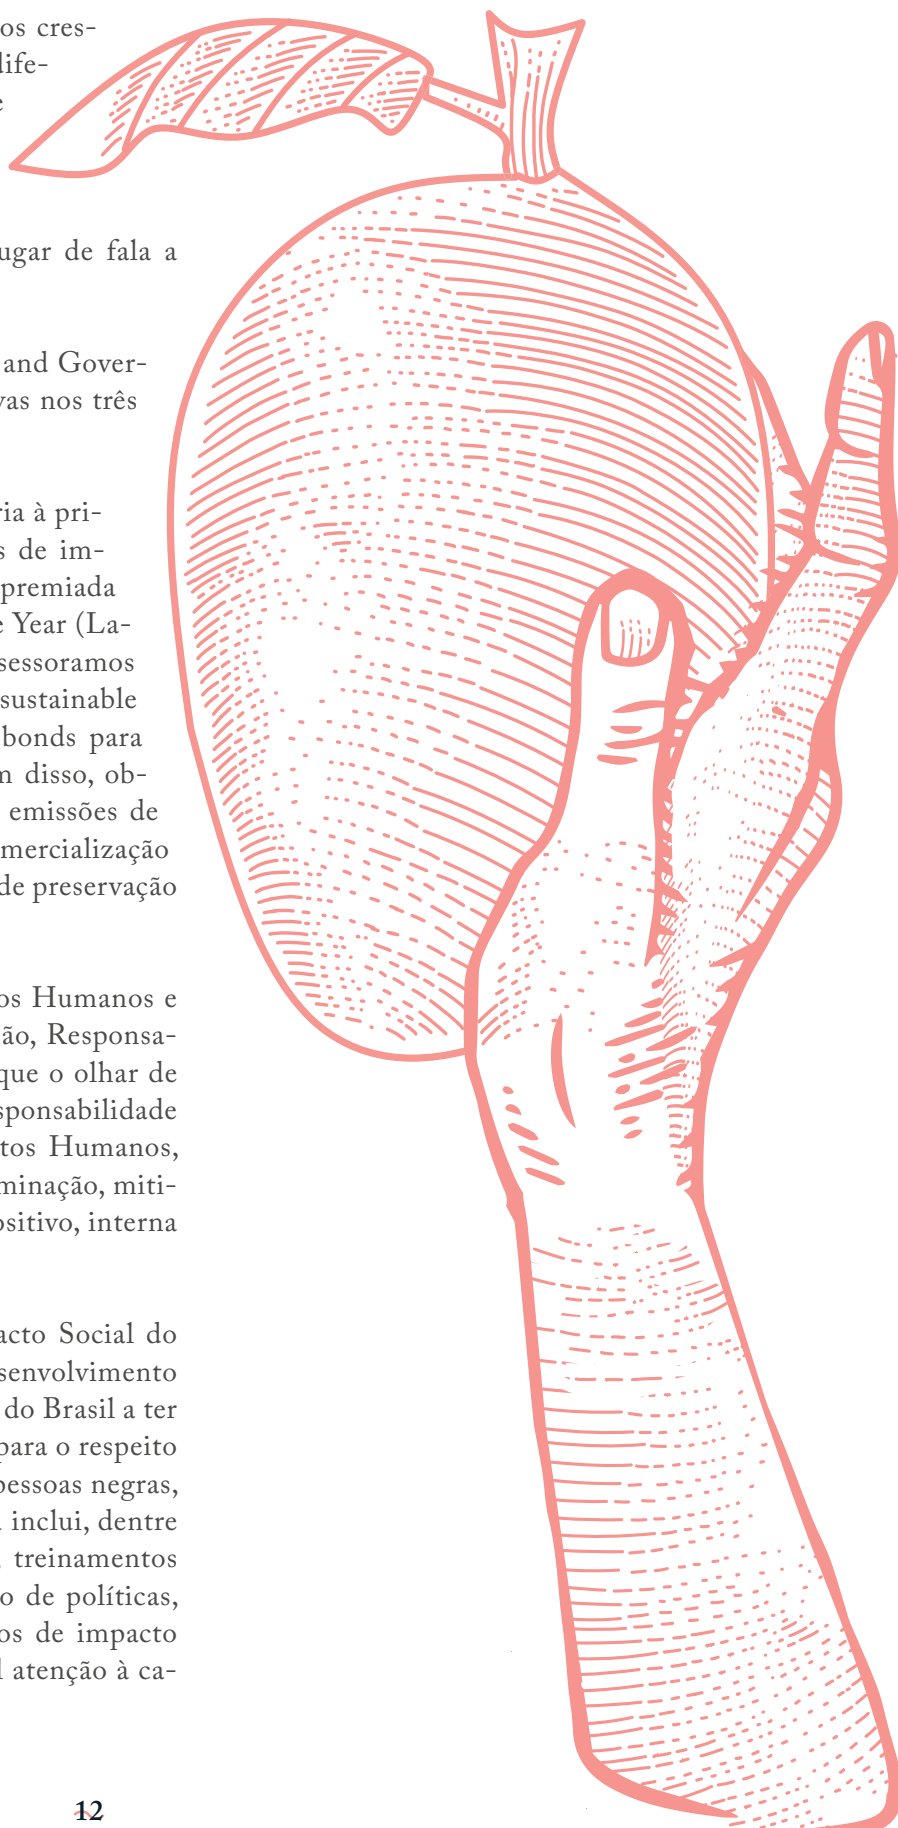 os cres-
dife-
e
ugar de fala a
and Gover-
vas nos três
ria à pri-
s de im-
premiada
e Year (La-
sessoramos
sustainable
bonds para
m disso, ob-
emissões de
mercialização
de preservação
os Humanos e
ão, Responsa-
que o olhar de
sponsabilidade
tos Humanos,
minação, miti-
ositivo, interna
acto Social do
senvolvimento
do Brasil a ter
para o respeito
pessoas negras,
a inclui, dentre
treinamentos
o de políticas,
os de impacto
l atenção à ca-
12